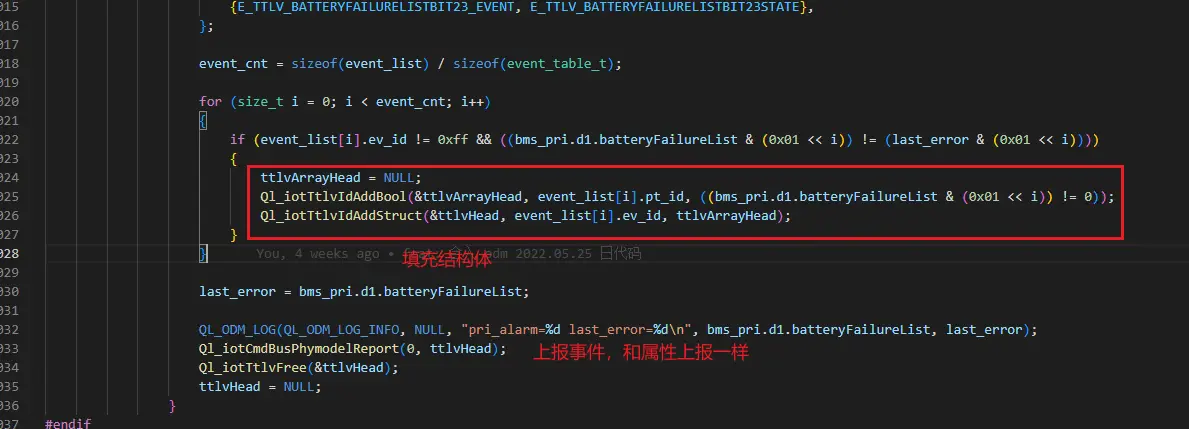 015 {E_TTLV_BATTERYFAILURELISTBIT23_EVENT, E_TTLV_BATTERYFAILURELISTBIT23STATE},
016 };
017
018 event_cnt = sizeof(event_list) / sizeof(event_table_t);
019
020 for (size_t i = 0; i < event_cnt; i++)
021 {
022 if (event_list[i].ev_id != 0xff && ((bms_pri.d1.batteryFailureList & (0x01 << i)) != (last_error & (0x01 << i))))
023 {
024 ttlvArrayHead = NULL;
025 Ql_iotTtlvIdAddBool(&ttlvArrayHead, event_list[i].pt_id, ((bms_pri.d1.batteryFailureList & (0x01 << i)) != 0));
026 Ql_iotTtlvIdAddStruct(&ttlvHead, event_list[i].ev_id, ttlvArrayHead);
027 }
028 } You, 4 weeks ago • odm 2022.05.25 日代码
填充结构体
029
030 last_error = bms_pri.d1.batteryFailureList;
031
032 QL_ODM_LOG(QL_ODM_LOG_INFO, NULL, "pri_alarm=%d last_error=%d\n", bms_pri.d1.batteryFailureList, last_error);
033 Ql_iotCmdBusPhymodelReport(0, ttlvHead); 上报事件，和属性上报一样
034 Ql_iotTtlvFree(&ttlvHead);
035 ttlvHead = NULL;
036 }
037 #endif